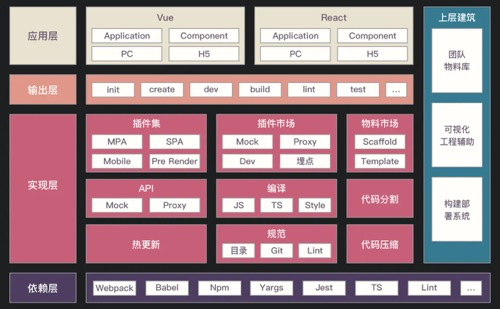 应用层
Vue
Application
Component
PC
H5
React
Application
Component
PC
H5
输出层
init
create
dev
build
lint
test
...
实现层
插件集
MPA
SPA
Mobile
Pre Render
插件市场
Mock
Proxy
Dev
埋点
物料市场
Scaffold
Template
API
Mock
Proxy
编译
JS
TS
Style
代码分割
热更新
规范
目录
Git
Lint
代码压缩
依赖层
Webpack
Babel
Npm
Yargs
Jest
TS
Lint
...
上层建筑
团队
物料库
可视化
工程辅助
构建部
署系统